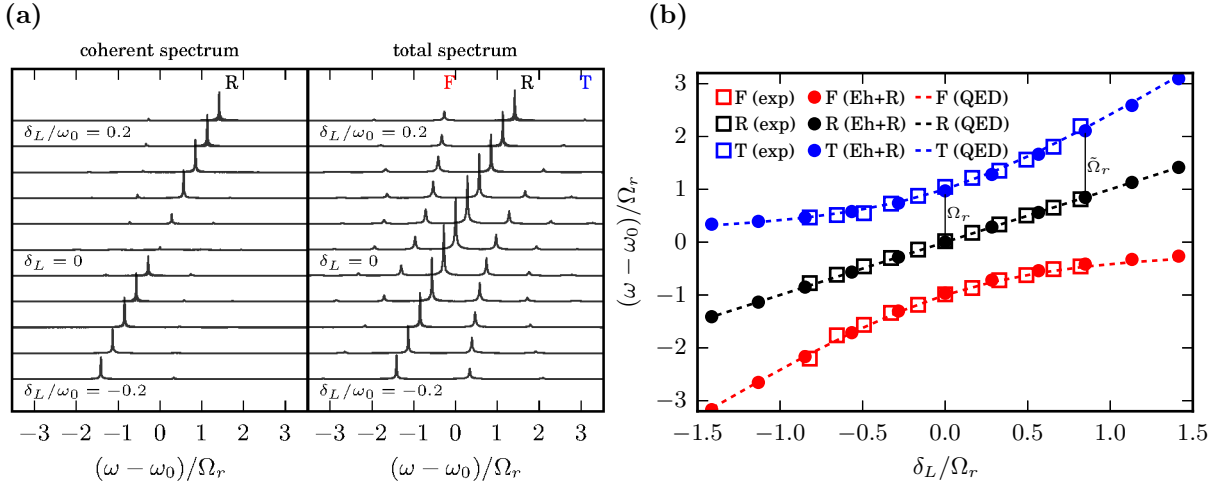 (a)
coherent spectrum
total spectrum
R
F
R
T
δ_L/ω_0 = 0.2
δ_L/ω_0 = 0.2
δ_L = 0
δ_L = 0
δ_L/ω_0 = −0.2
δ_L/ω_0 = −0.2
−3 −2 −1 0 1 2 3
−3 −2 −1 0 1 2 3
(ω − ω_0)/Ω_r
(ω − ω_0)/Ω_r
(b)
F (exp) F (Eh+R) F (QED)
R (exp) R (Eh+R) R (QED)
T (exp) T (Eh+R) T (QED)
Ω̃_r
Ω_r
3
2
1
0
−1
−2
−3
(ω − ω_0)/Ω_r
−1.5 −1.0 −0.5 0.0 0.5 1.0 1.5
δ_L/Ω_r